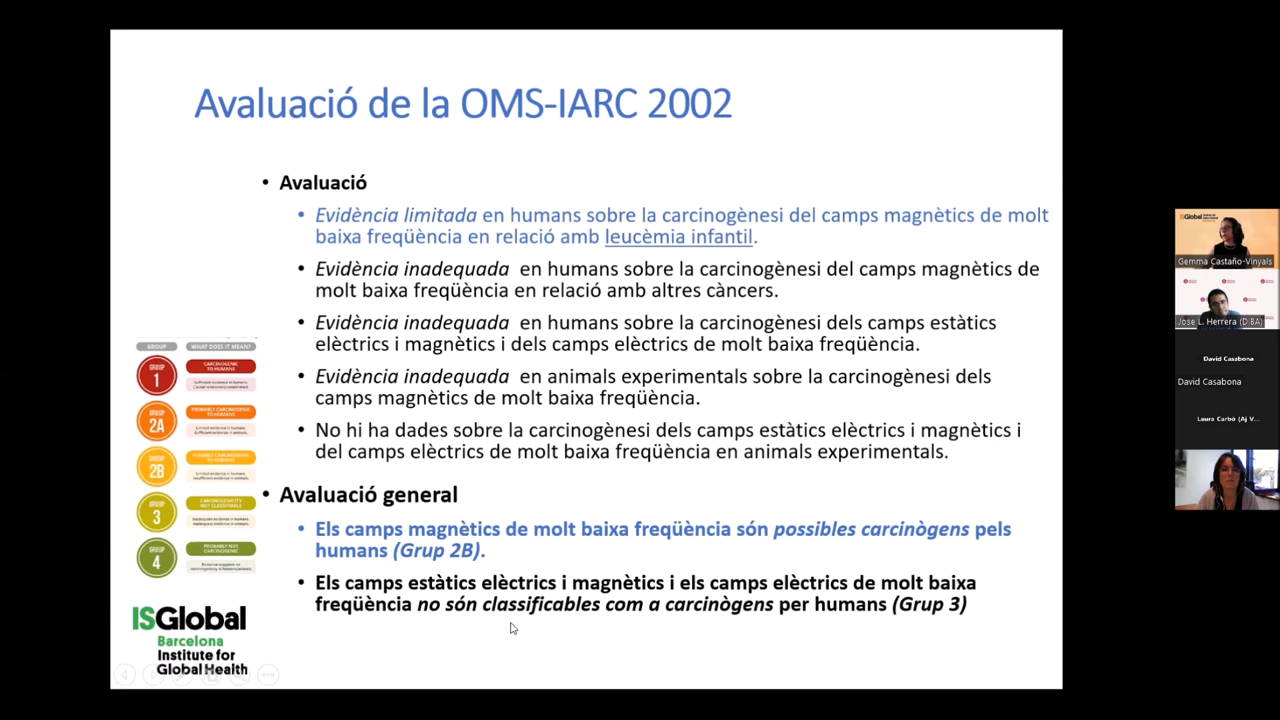 Avaluació de la OMS-IARC 2002
• Avaluació
• Evidència limitada en humans sobre la carcinogènesi del camps magnètics de molt
baixa freqüència en relació amb leucèmia infantil.
• Evidència inadequada en humans sobre la carcinogènesi del camps magnètics de
molt baixa freqüència en relació amb altres càncers.
• Evidència inadequada en humans sobre la carcinogènesi dels camps estàtics
elèctrics i magnètics i dels camps elèctrics de molt baixa freqüència.
• Evidència inadequada en animals experimentals sobre la carcinogenesi dels
camps magnètics de molt baixa freqüència.
• No hi ha dades sobre la carcinogènesi dels camps estàtics elèctrics i magnètics i
del camps elèctrics de molt baixa freqüència en animals experimentals.
• Avaluació general
• Els camps magnètics de molt baixa freqüència són possibles carcinògens pels
humans (Grup 2B).
• Els camps estàtics elèctrics i magnètics i els camps elèctrics de molt baixa
freqüència no són classificables com a carcinògens per humans (Grup 3)
GROUP WHAT DOES IT MEAN?
GROUP
1
CARCINOGENIC
TO HUMANS
GROUP
2A
PROBABLY CARCINOGENIC
TO HUMANS
GROUP
2B
POSSIBLY CARCINOGENIC
TO HUMANS
GROUP
3
CARCINOGENICITY
NOT CLASSIFIABLE
GROUP
4
PROBABLY NOT
CARCINOGENIC
ISGlobal
Barcelona
Institute for
Global Health
ISGlobal
Gemma Castaño-Vinyals
Jose L. Herrera (DIBA)
David Casabona
David Casabona
Laura Carbó (Aj V...